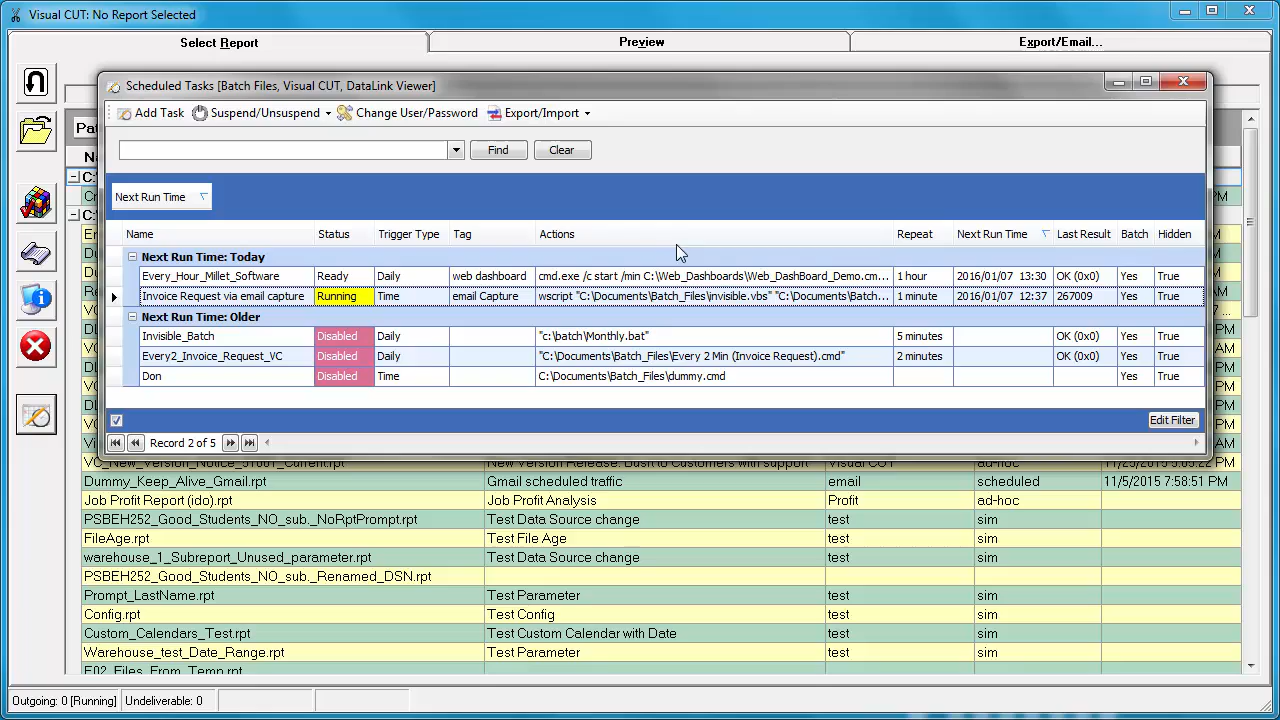 Visual CUT: No Report Selected
Select Report Preview Export/Email...
Scheduled Tasks [Batch Files, Visual CUT, DataLink Viewer]
Add Task Suspend/Unsuspend Change User/Password Export/Import
Find Clear
Next Run Time
Name Status Trigger Type Tag Actions Repeat Next Run Time Last Result Batch Hidden
Next Run Time: Today
Every_Hour_Millet_Software Ready Daily web dashboard cmd.exe /c start /min C:\Web_Dashboards\Web_DashBoard_Demo.cm... 1 hour 2016/01/07 13:30 OK (0x0) Yes True
Invoice Request via email capture Running Time email Capture wscript "C:\Documents\Batch_Files\invisible.vbs" "C:\Documents\Batch... 1 minute 2016/01/07 12:37 267009 Yes True
Next Run Time: Older
Invisible_Batch Disabled Daily "c:\batch\Monthly.bat" 5 minutes OK (0x0) Yes True
Every2_Invoice_Request_VC Disabled Daily "C:\Documents\Batch_Files\Every 2 Min (Invoice Request).cmd" 2 minutes OK (0x0) Yes True
Don Disabled Time C:\Documents\Batch_Files\dummy.cmd Yes True
Edit Filter
Record 2 of 5
Dummy_Keep_Alive_Gmail.rpt Gmail scheduled traffic email scheduled 11/5/2015 7:58:51 PM
Job Profit Report (ido).rpt Job Profit Analysis Profit ad-hoc
PSBEH252_Good_Students_NO_sub._NoRptPrompt.rpt Test Data Source change test sim
FileAge.rpt Test File Age test sim
warehouse_1_Subreport_Unused_parameter.rpt Test Data Source change test sim
PSBEH252_Good_Students_NO_sub._Renamed_DSN.rpt sim
Prompt_LastName.rpt Test Parameter test sim
Config.rpt Test Config test sim
Custom_Calendars_Test.rpt Test Custom Calendar with Date test sim
Warehouse_test_Date_Range.rpt Test Parameter test sim
Outgoing: 0 [Running] Undeliverable: 0